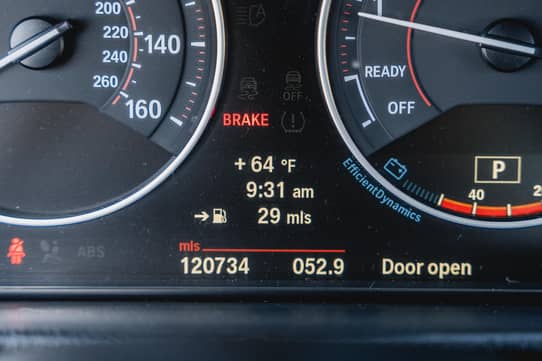 200
220
240
260
140
160
OFF
BRAKE
+64 °F
9:31 am
29 mls
mls
120734 052.9 Door open
ABS
READY
OFF
EfficientDynamics
P
40